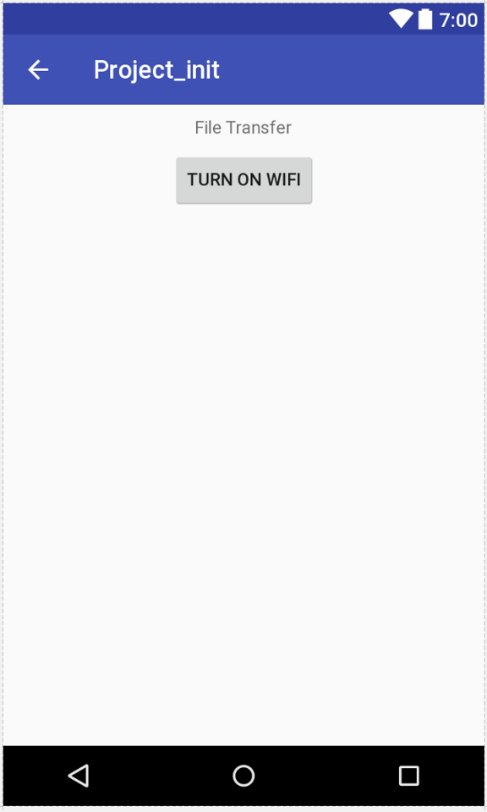 7:00
Project_init
File Transfer
TURN ON WIFI